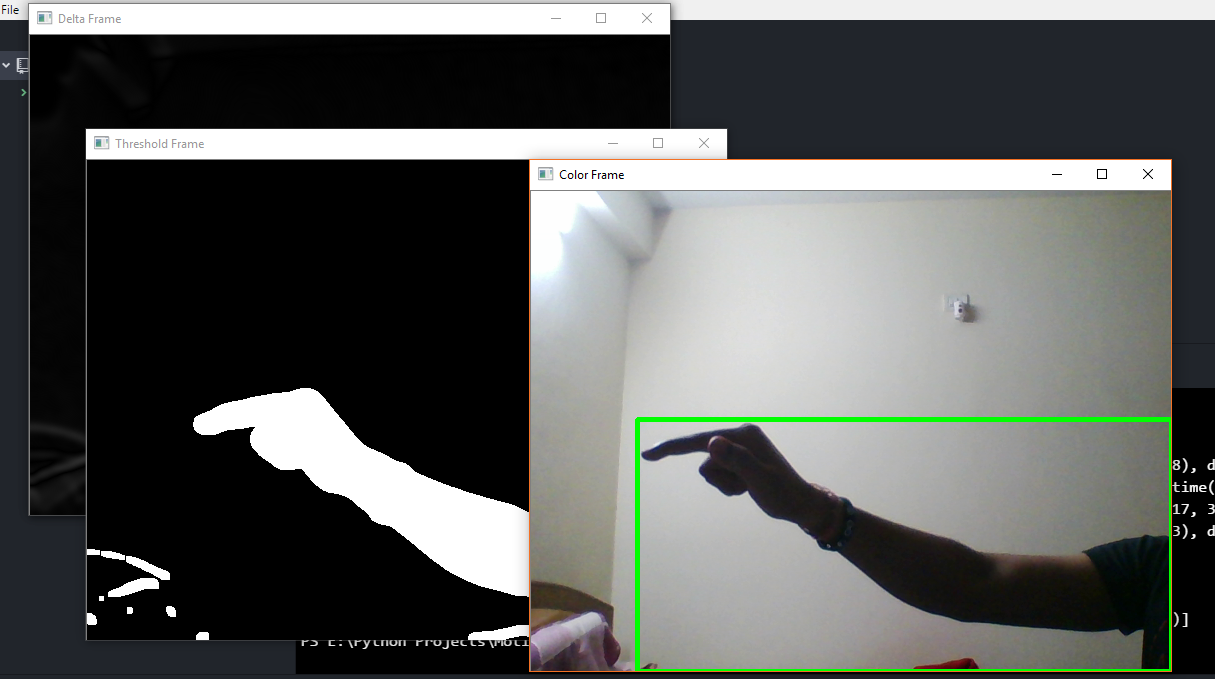 File
Delta Frame
Threshold Frame
Color Frame
8), d
time(
17, 3
3), d
)]
PS E:\Python Projects\Moti